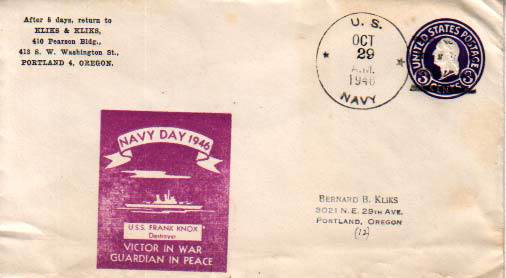 After 5 days, return to
KLIKS & KLIKS,
410 Pearson Bldg.,
413 S. W. Washington St.,
PORTLAND 4, OREGON.
U. S.
OCT
29
A.M.
1946
NAVY
UNITED STATES POSTAGE
3 CENTS 3
NAVY DAY 1946
U.S.S. FRANK KNOX
Destroyer
VICTOR IN WAR
GUARDIAN IN PEACE
BERNARD B. KLIKS
3021 N.E. 29TH AVE.
PORTLAND, OREGON
(12)